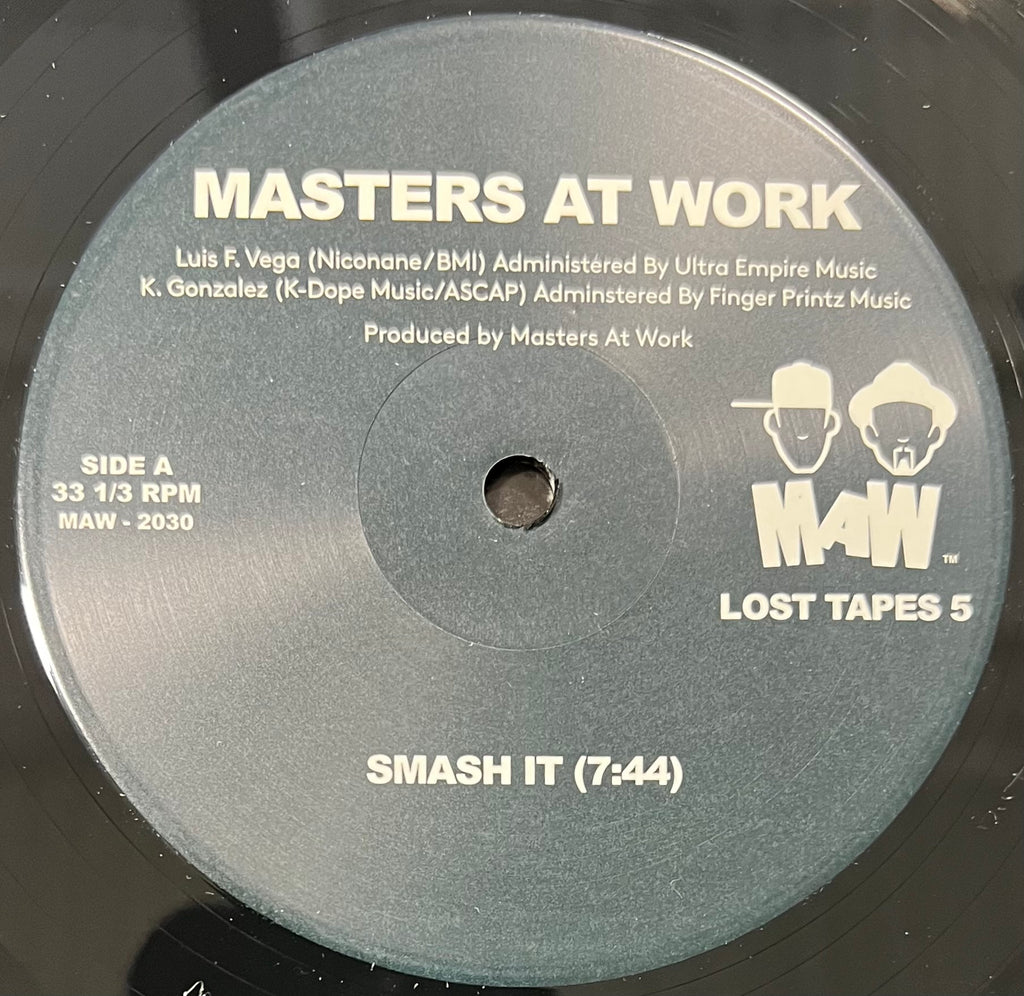 MASTERS AT WORK
Luis F. Vega (Niconane/BMI) Administered By Ultra Empire Music
K. Gonzalez (K-Dope Music/ASCAP) Adminstered By Finger Printz Music
Produced by Masters At Work
SIDE A
33 1/3 RPM
MAW - 2030
MAW TM
LOST TAPES 5
SMASH IT (7:44)